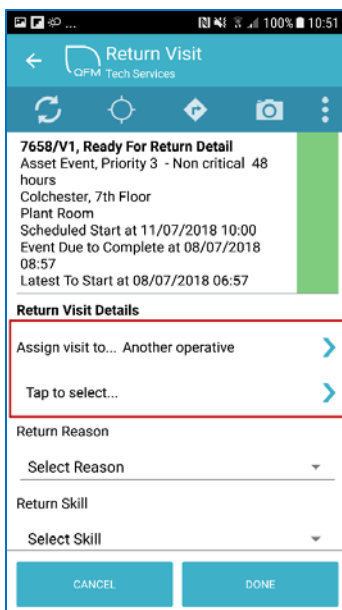 ... 100% 10:51
Return Visit
QFM Tech Services
7658/V1, Ready For Return Detail
Asset Event, Priority 3 - Non critical 48
hours
Colchester, 7th Floor
Plant Room
Scheduled Start at 11/07/2018 10:00
Event Due to Complete at 08/07/2018
08:57
Latest To Start at 08/07/2018 06:57
Return Visit Details
Assign visit to... Another operative
Tap to select...
Return Reason
Select Reason
Return Skill
Select Skill
CANCEL DONE